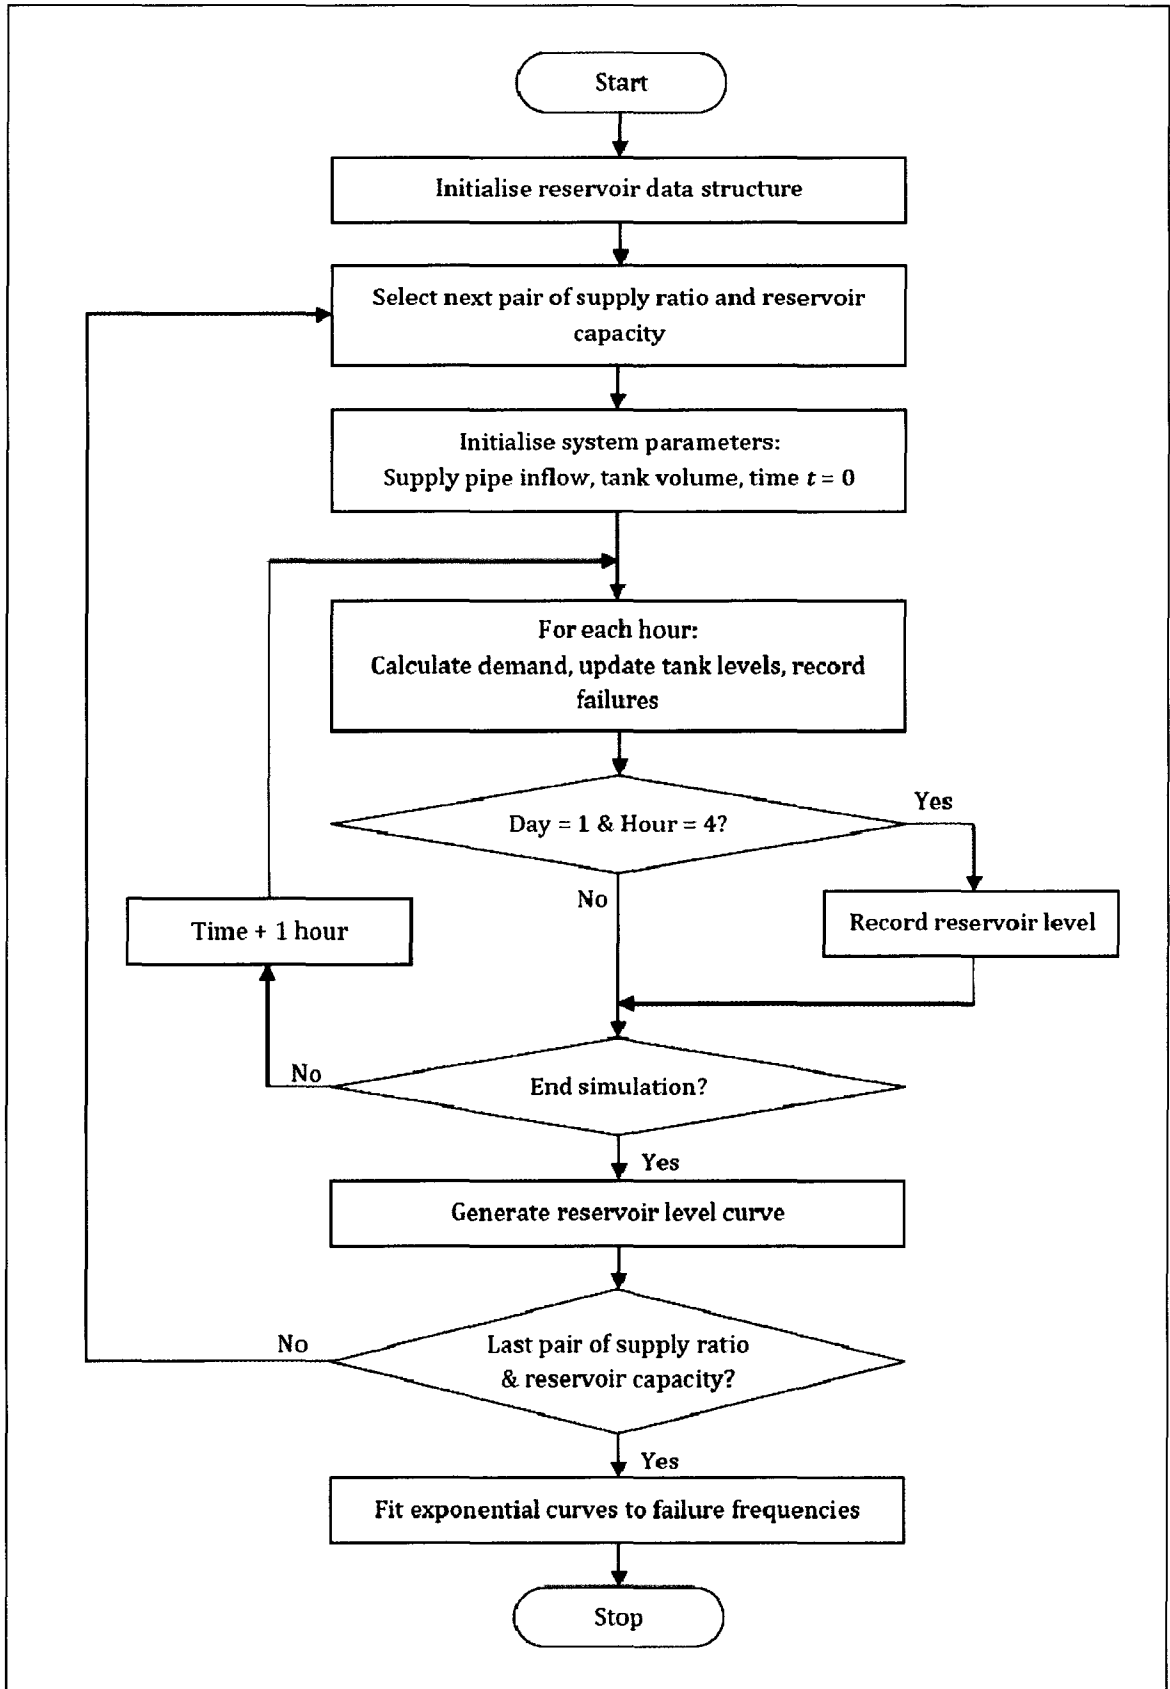 Start
Initialise reservoir data structure
Select next pair of supply ratio and reservoir
capacity
Initialise system parameters:
Supply pipe inflow, tank volume, time t = 0
For each hour:
Calculate demand, update tank levels, record
failures
Day = 1 & Hour = 4?
Yes
No
Record reservoir level
Time + 1 hour
End simulation?
No
Yes
Generate reservoir level curve
Last pair of supply ratio
& reservoir capacity?
No
Yes
Fit exponential curves to failure frequencies
Stop